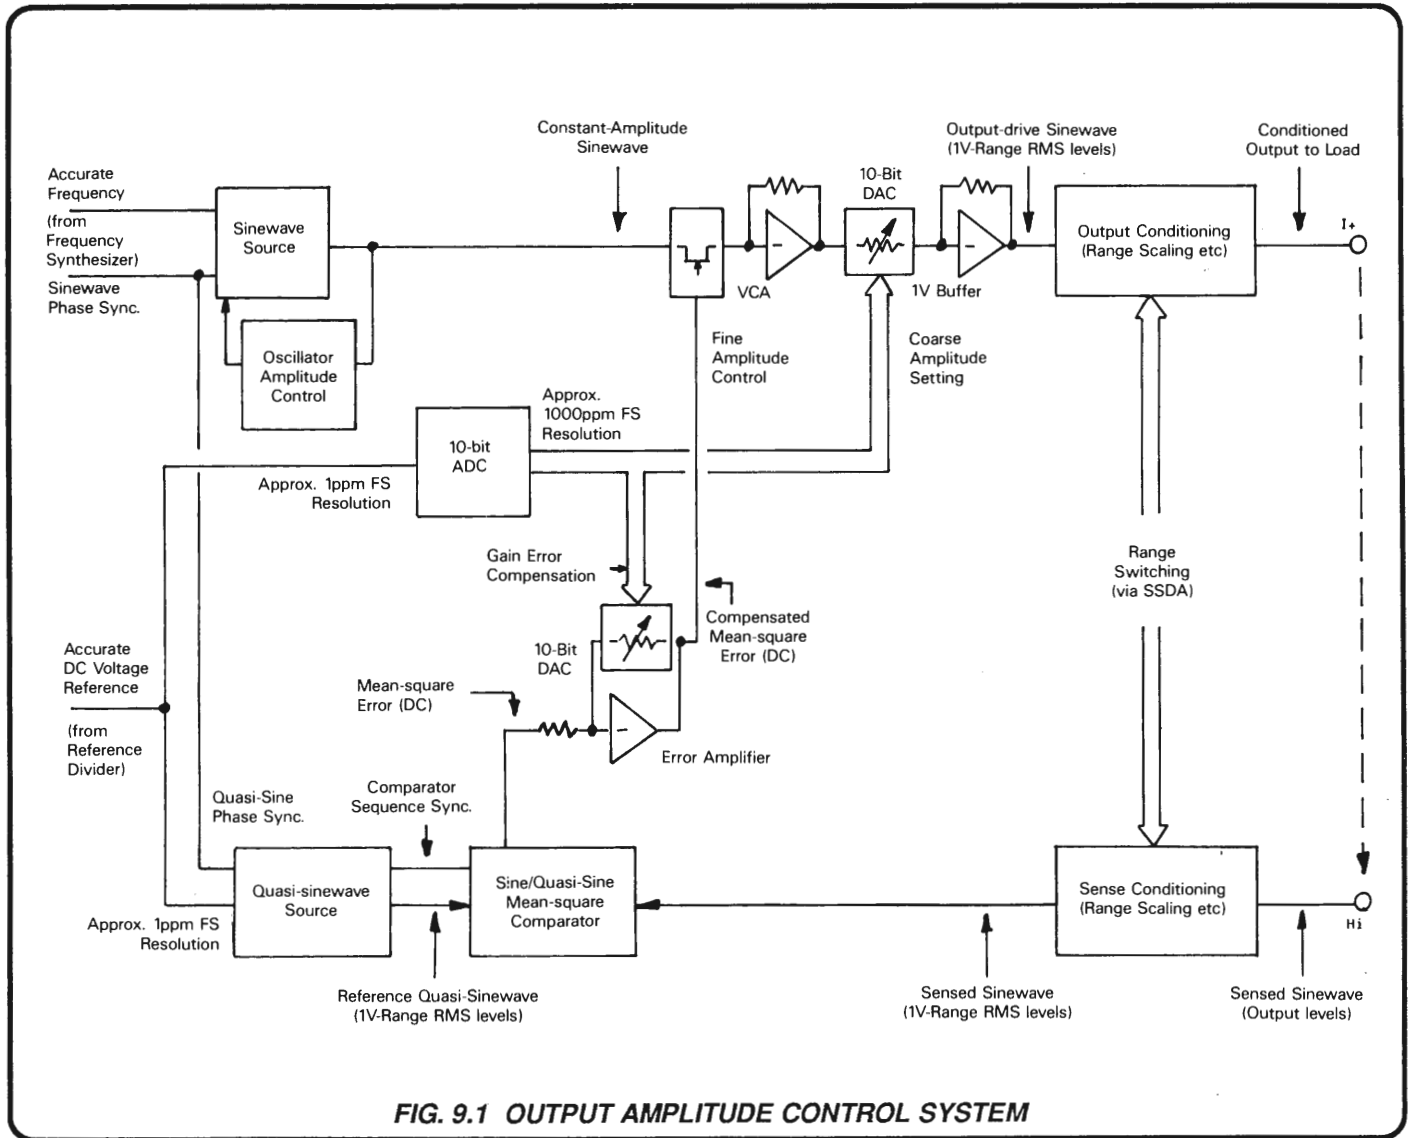 Constant-Amplitude
Sinewave
Output-drive Sinewave
(1V-Range RMS levels)
Conditioned
Output to Load
Accurate
Frequency
(from
Frequency
Synthesizer)
Sinewave
Phase Sync.
Sinewave
Source
10-Bit
DAC
Output Conditioning
(Range Scaling etc)
I+
VCA
1V Buffer
Oscillator
Amplitude
Control
Fine
Amplitude
Control
Coarse
Amplitude
Setting
Approx.
1000ppm FS
Resolution
10-bit
ADC
Approx. 1ppm FS
Resolution
Gain Error
Compensation
Range
Switching
(via SSDA)
Compensated
Mean-square
Error (DC)
10-Bit
DAC
Accurate
DC Voltage
Reference
(from
Reference
Divider)
Mean-square
Error (DC)
Error Amplifier
Quasi-Sine
Phase Sync.
Comparator
Sequence Sync.
Quasi-sinewave
Source
Sine/Quasi-Sine
Mean-square
Comparator
Sense Conditioning
(Range Scaling etc)
Hi
Approx. 1ppm FS
Resolution
Reference Quasi-Sinewave
(1V-Range RMS levels)
Sensed Sinewave
(1V-Range RMS levels)
Sensed Sinewave
(Output levels)
FIG. 9.1 OUTPUT AMPLITUDE CONTROL SYSTEM